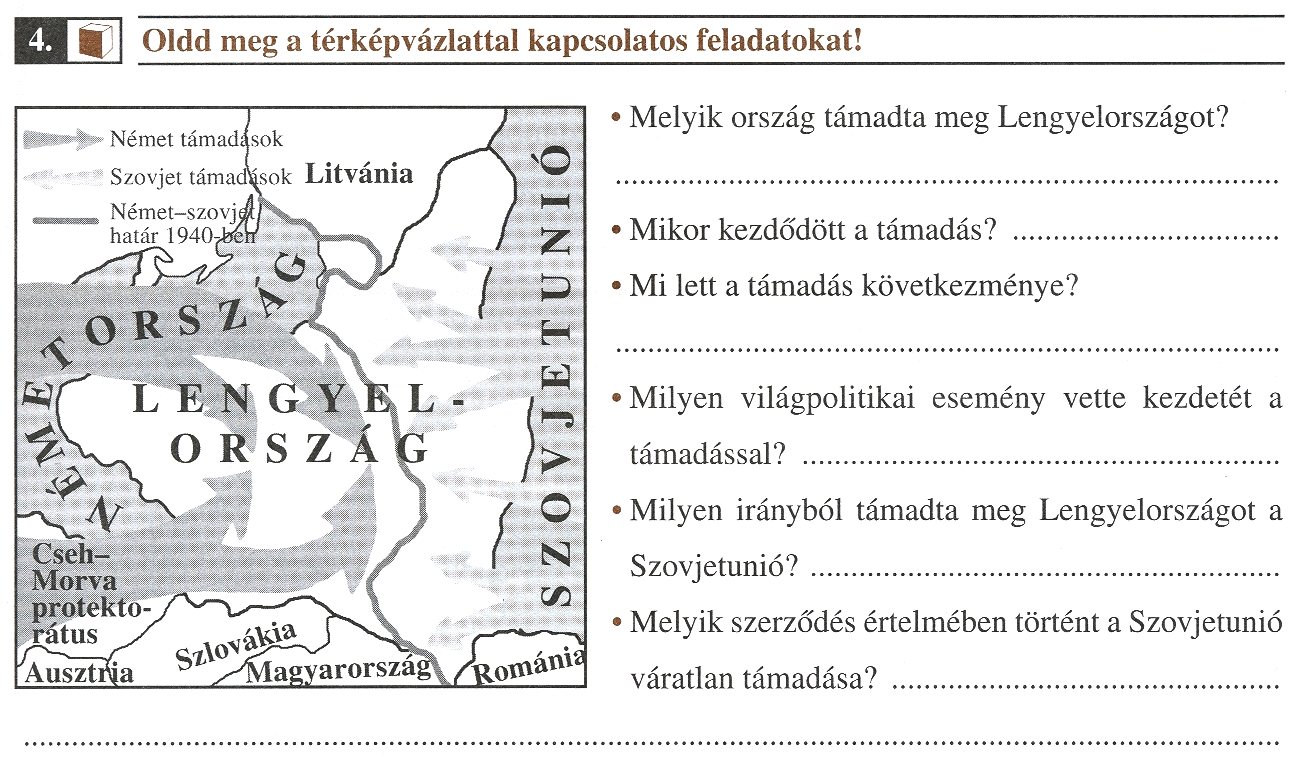 4. Oldd meg a térképvázlattal kapcsolatos feladatokat!
Német támadások
Szovjet támadások
Német–szovjet
határ 1940-ben
Litvánia
NÉMETORSZÁG
LENGYEL-
ORSZÁG
SZOVJETUNIÓ
Cseh–
Morva
protekto-
rátus
Ausztria
Szlovákia
Magyarország
Románia
• Melyik ország támadta meg Lengyelországot?
• Mikor kezdődött a támadás?
• Mi lett a támadás következménye?
• Milyen világpolitikai esemény vette kezdetét a
támadással?
• Milyen irányból támadta meg Lengyelországot a
Szovjetunió?
• Melyik szerződés értelmében történt a Szovjetunió
váratlan támadása?